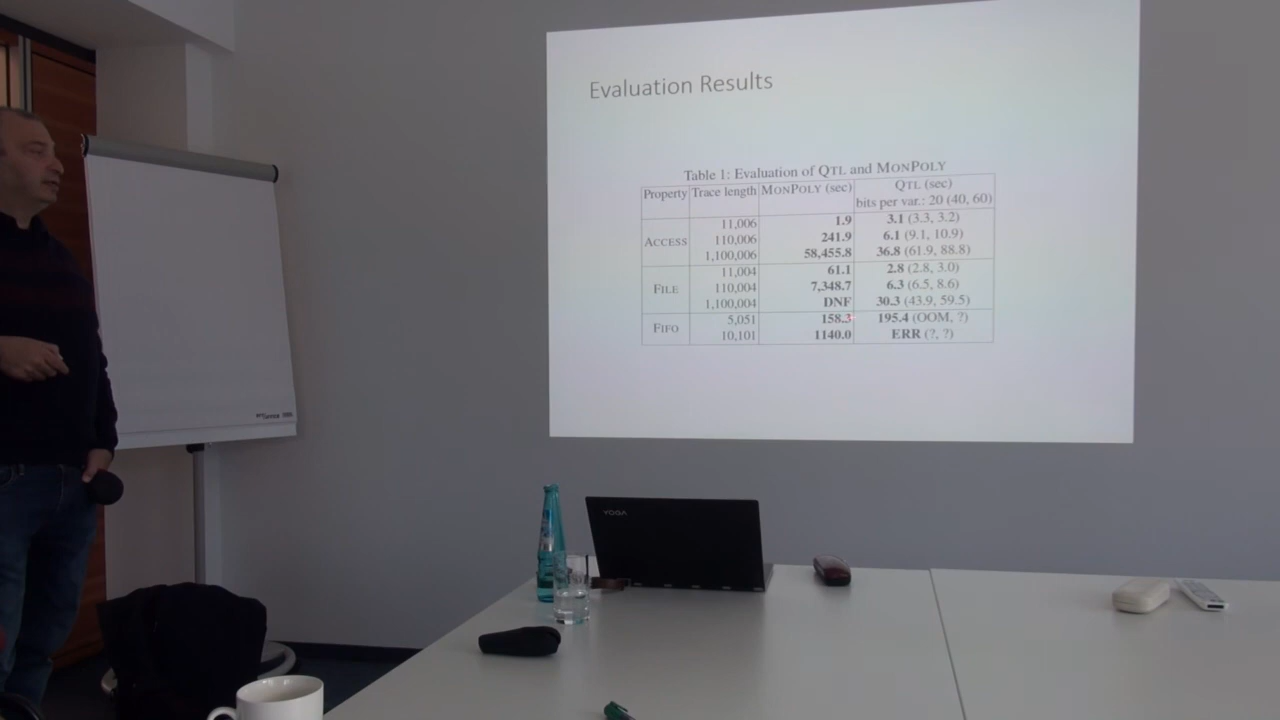 Evaluation Results
Table 1: Evaluation of QTL and MONPOLY
Property Trace length MONPOLY (sec) QTL (sec)
bits per var.: 20 (40, 60)
ACCESS
11,006 1.9 3.1 (3.3, 3.2)
110,006 241.9 6.1 (9.1, 10.9)
1,100,006 58,455.8 36.8 (61.9, 88.8)
FILE
11,004 61.1 2.8 (2.8, 3.0)
110,004 7,348.7 6.3 (6.5, 8.6)
1,100,004 DNF 30.3 (43.9, 59.5)
FIFO
5,051 158.3 195.4 (OOM, ?)
10,101 1140.0 ERR (?, ?)
YOGA